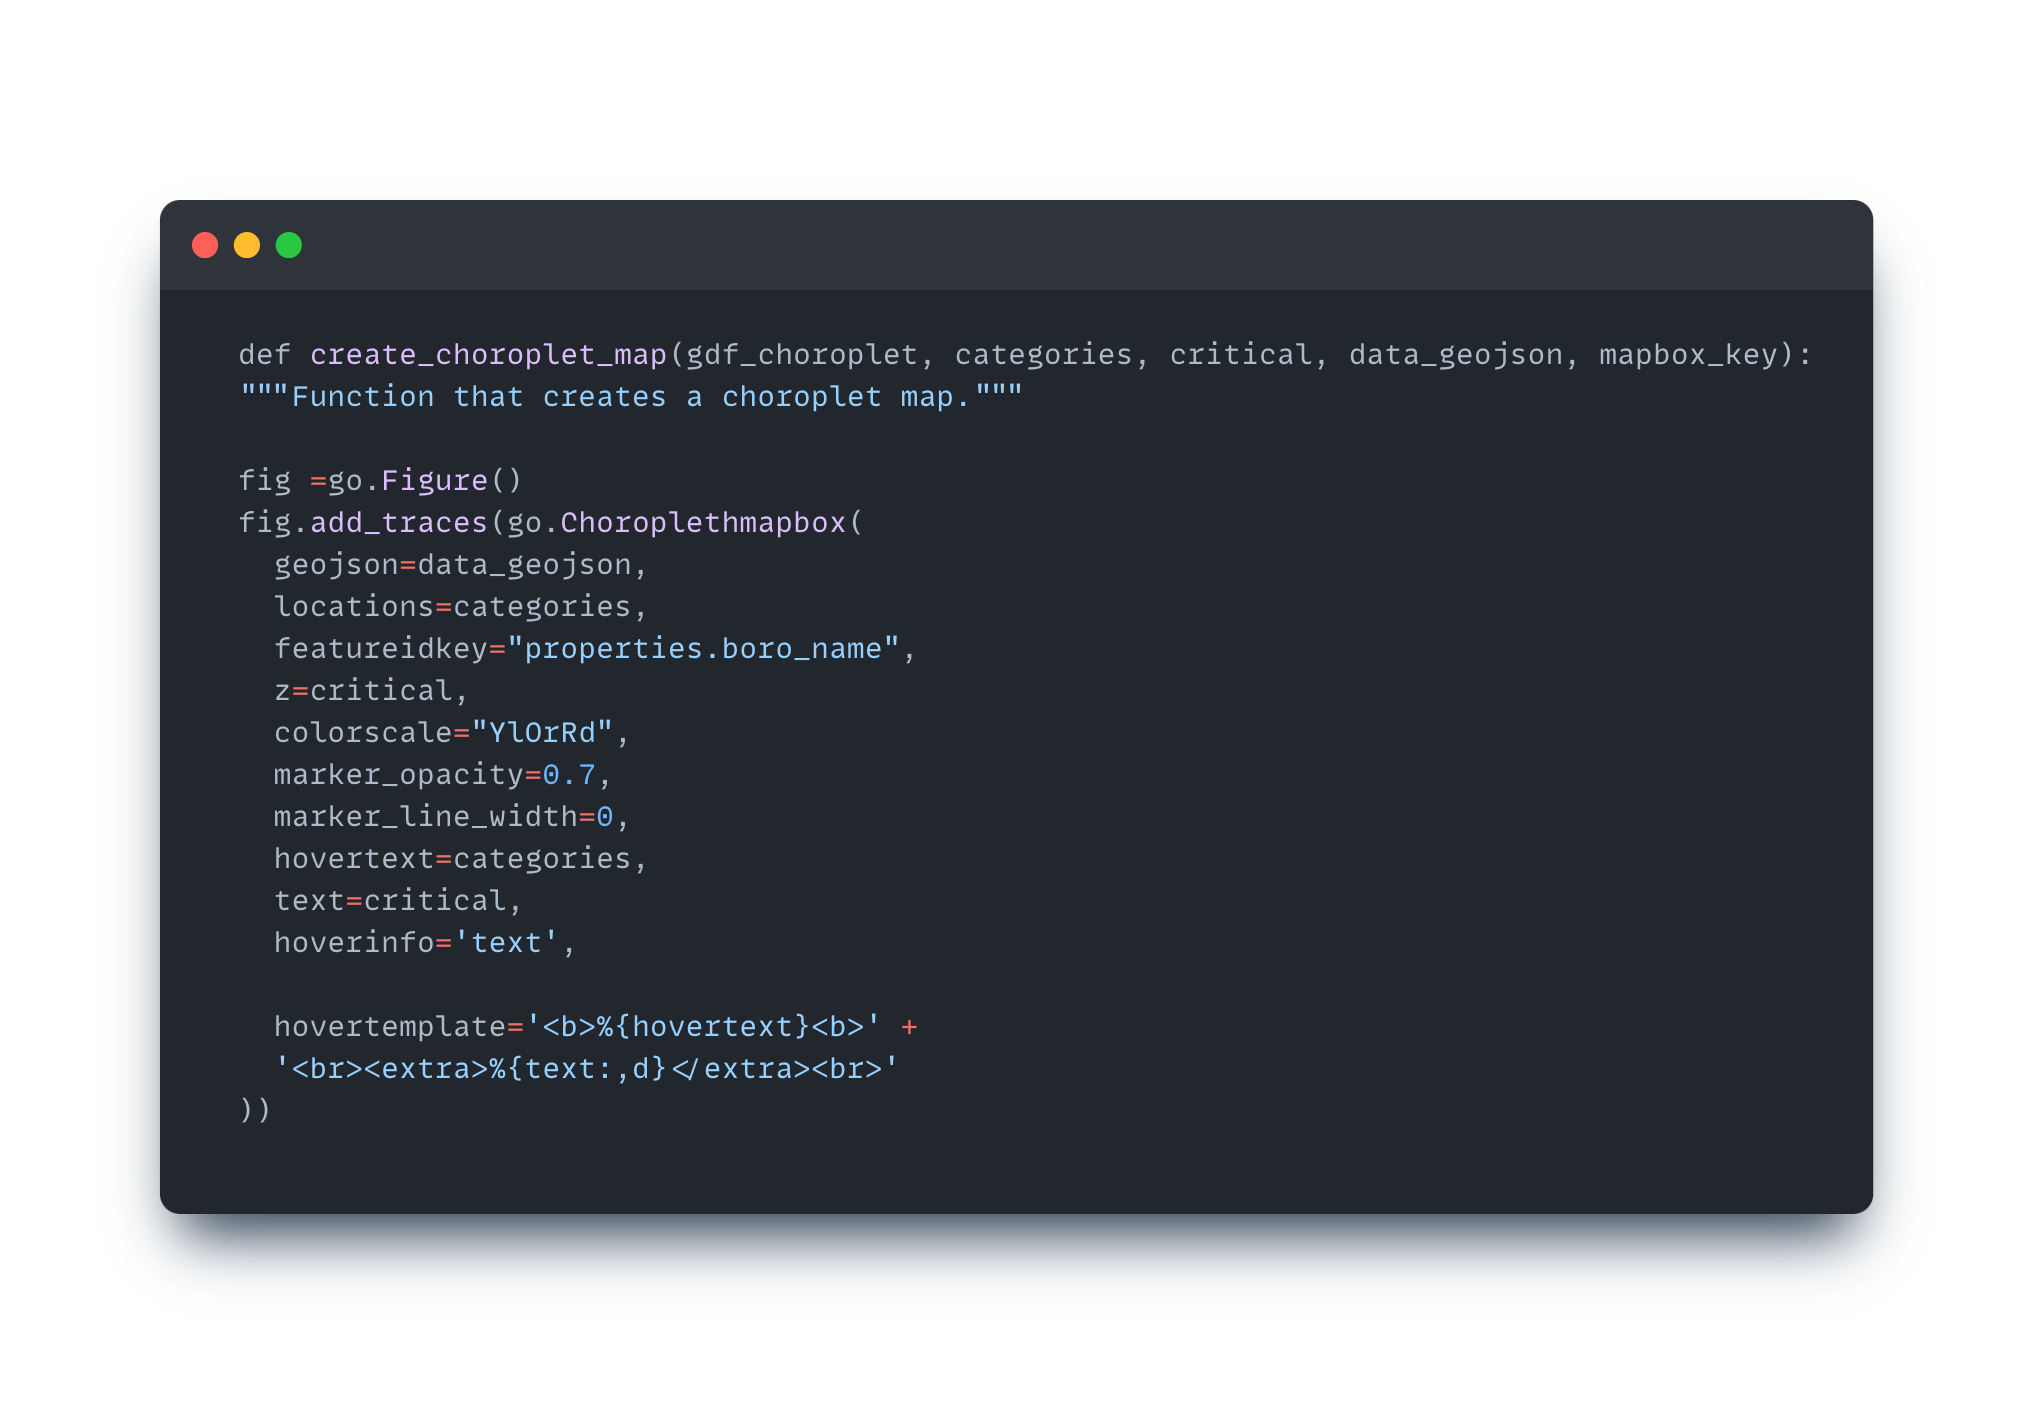 def create_choroplet_map(gdf_choroplet, categories, critical, data_geojson, mapbox_key):
"""Function that creates a choroplet map."""
fig =go.Figure()
fig.add_traces(go.Choroplethmapbox(
  geojson=data_geojson,
  locations=categories,
  featureidkey="properties.boro_name",
  z=critical,
  colorscale="YlOrRd",
  marker_opacity=0.7,
  marker_line_width=0,
  hovertext=categories,
  text=critical,
  hoverinfo='text',
  hovertemplate='<b>%{hovertext}<b>' +
  '<br><extra>%{text:,d}</extra><br>'
))